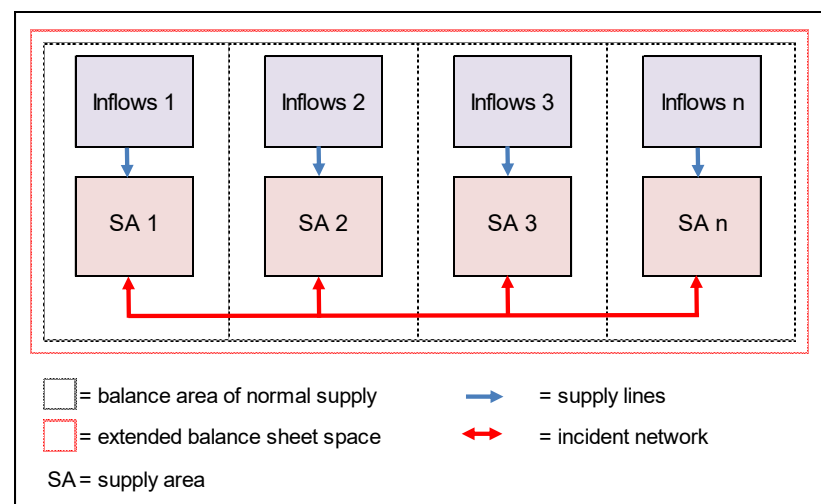 Inflows 1 Inflows 2 Inflows 3 Inflows n
SA 1 SA 2 SA 3 SA n
= balance area of normal supply = supply lines
= extended balance sheet space = incident network
SA = supply area